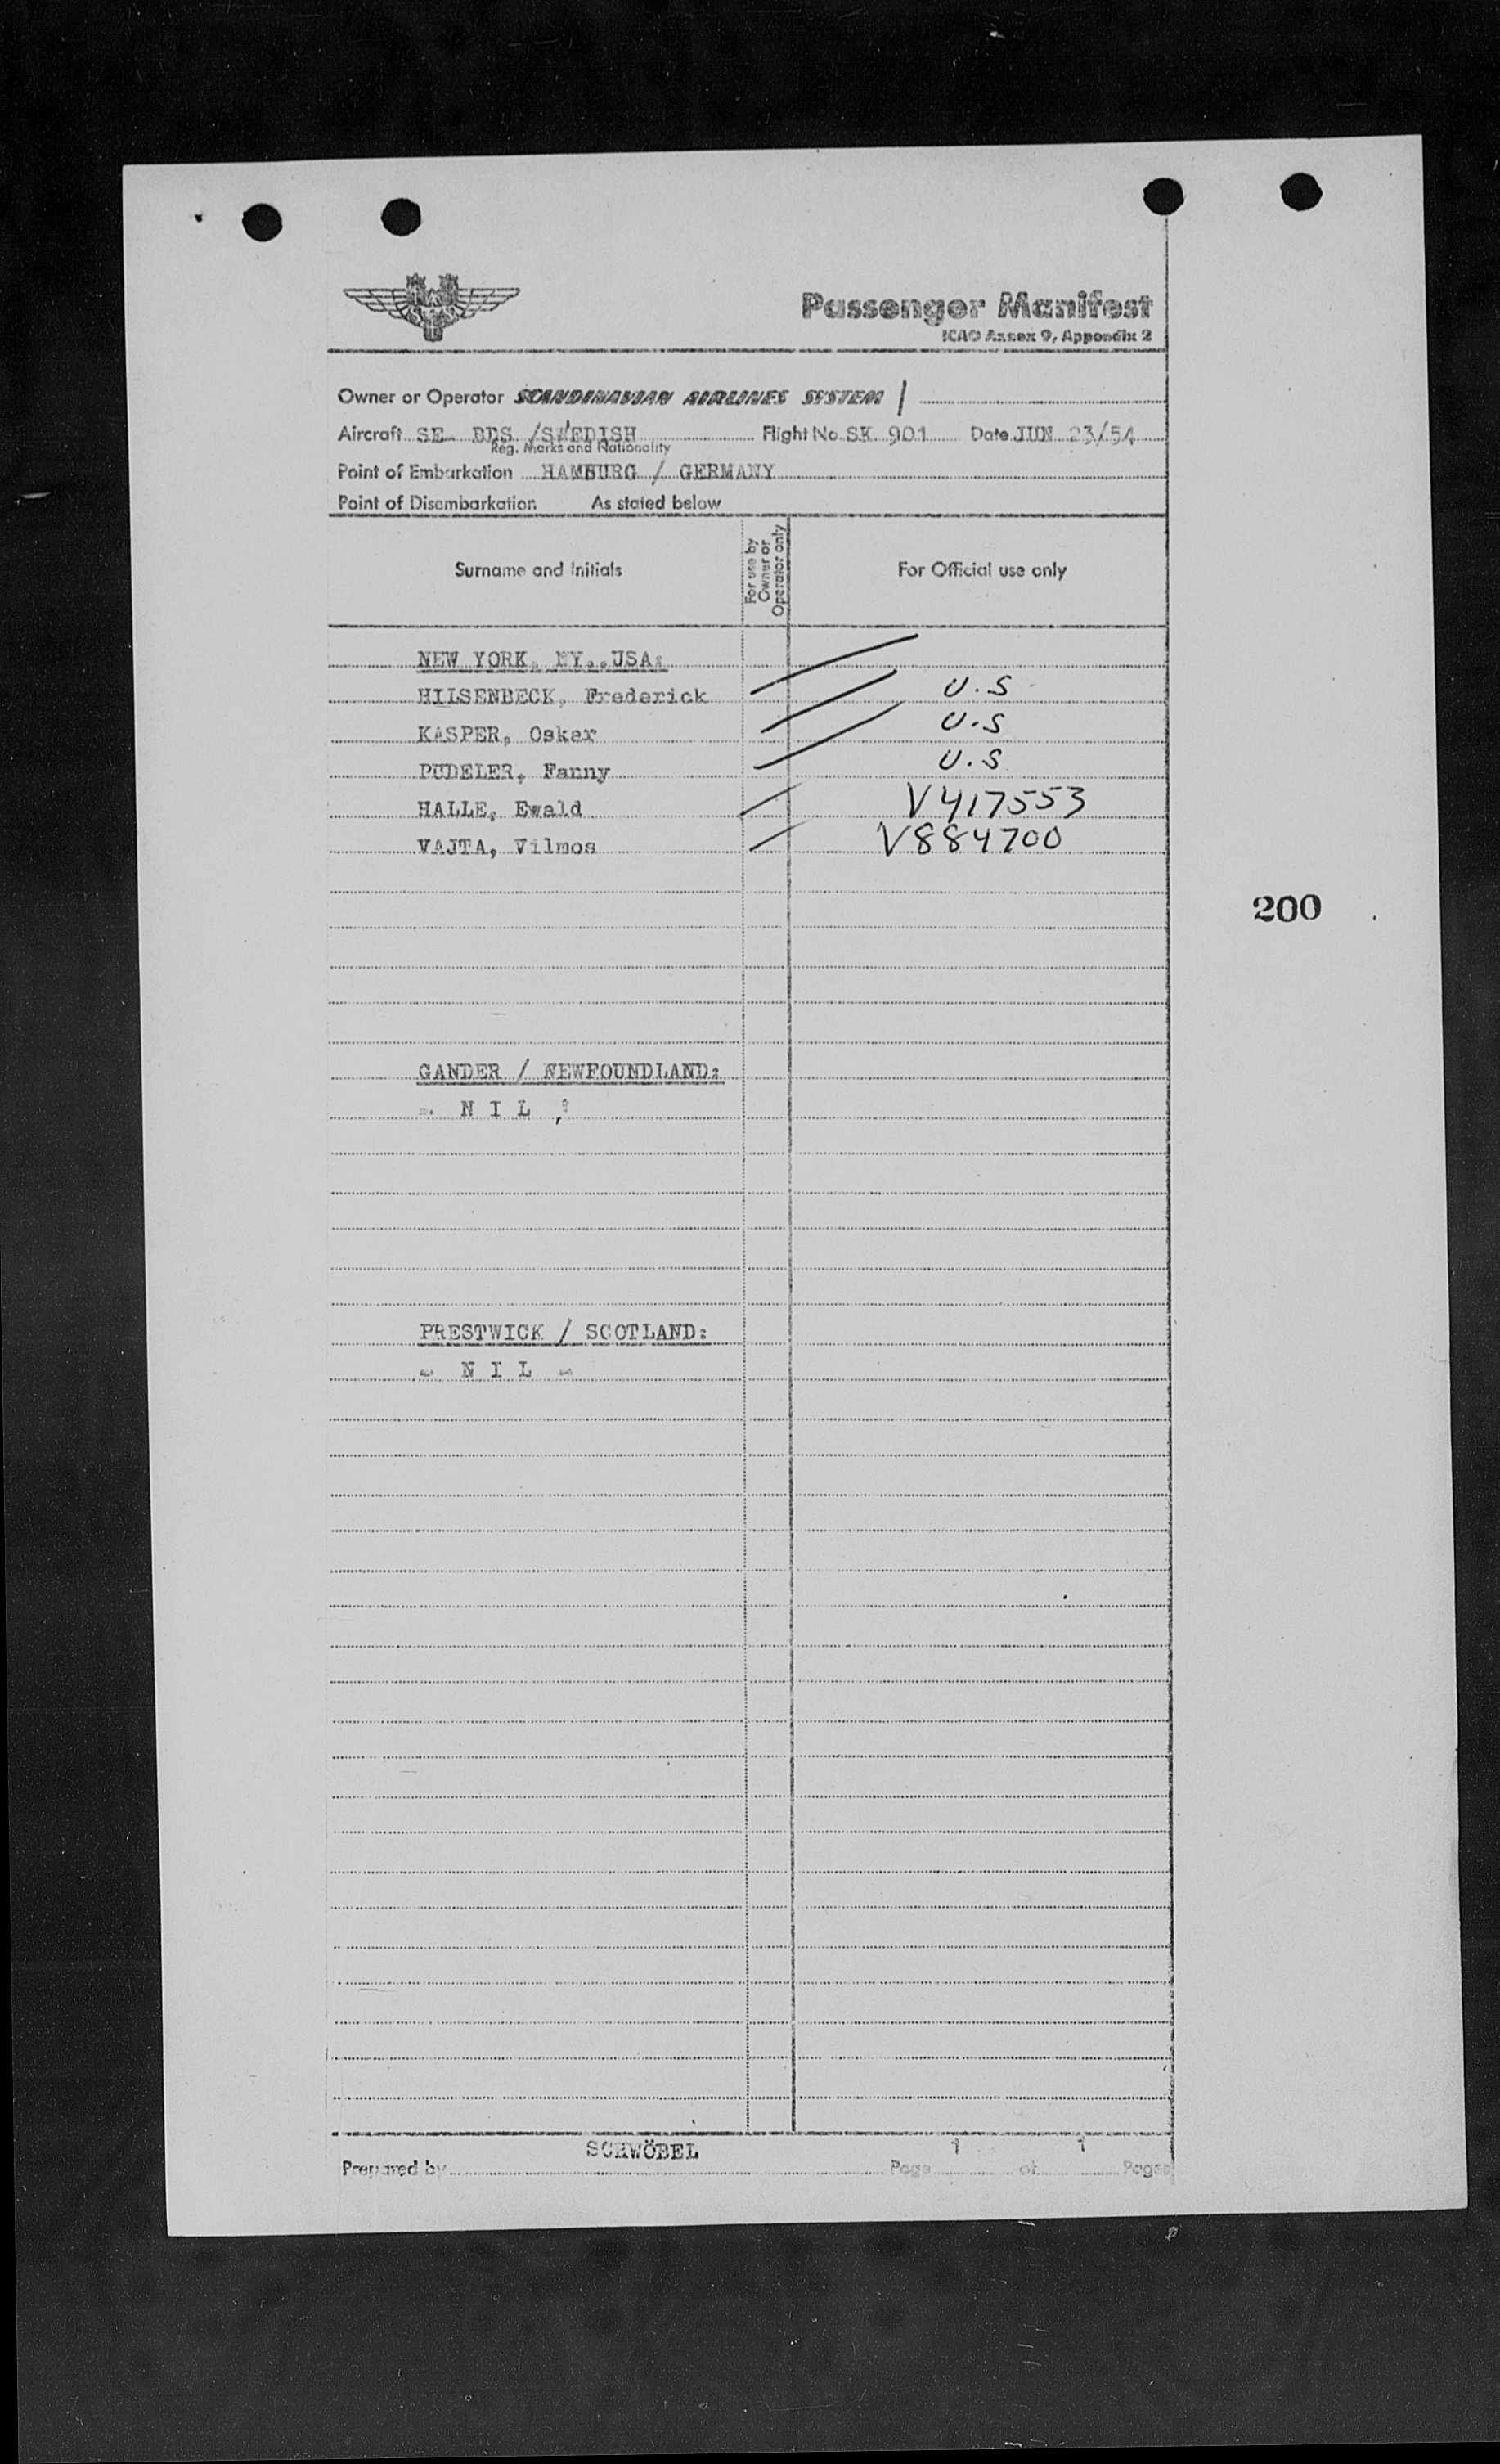 Passenger Manifest
ICAO Annex 9, Appendix 2
Owner or Operator SCANDINAVIAN AIRLINES SYSTEM /
Aircraft SE- BDS /SWEDISH Flight No. SK 901 Date JUN 23/54
Reg. Marks and Nationality
Point of Embarkation HAMBURG / GERMANY
Point of Disembarkation As stated below
Surname and Initials For use by Owner or Operator only For Official use only
NEW YORK, NY., USA:
HILSENBECK, Frederick U.S
KASPER, Oskar U.S
PUDELER, Fanny U.S
HALLE, Ewald V417553
VAJTA, Vilmos V884700
200
GANDER / NEWFOUNDLAND:
- N I L -
PRESTWICK / SCOTLAND:
- N I L -
SCHWÖBEL 1 1
Prepared by Page of Pages